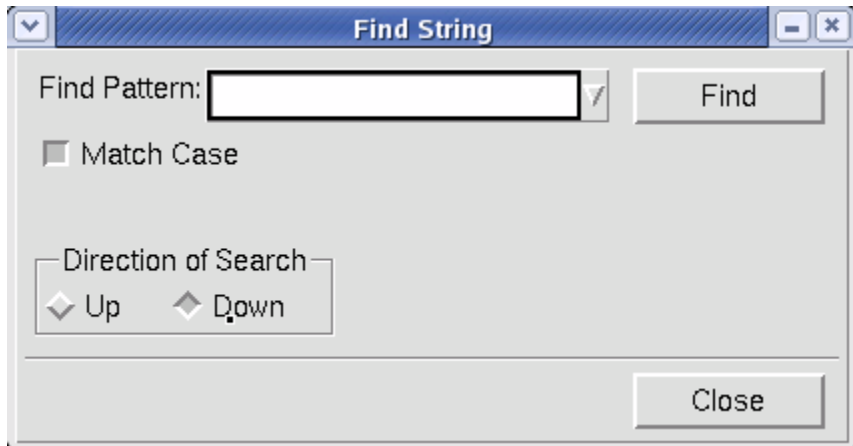 Find String
Find Pattern:
Find
Match Case
Direction of Search
Up
Down
Close